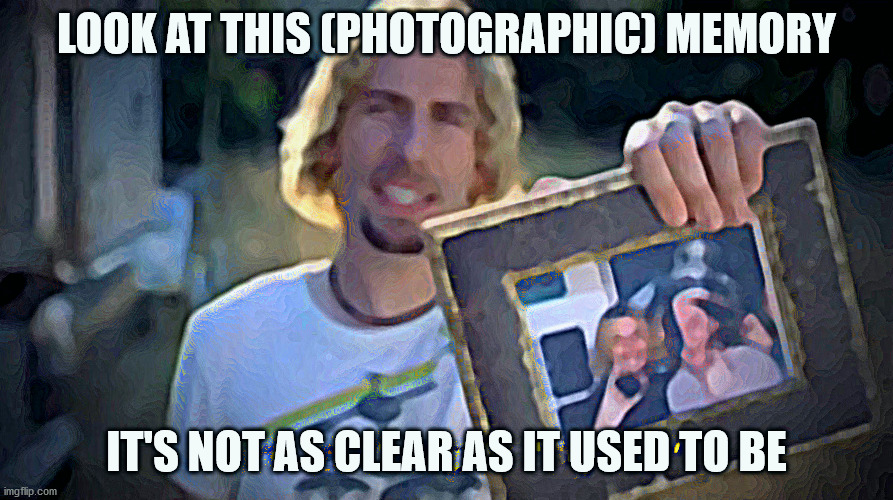 LOOK AT THIS (PHOTOGRAPHIC) MEMORY
IT'S NOT AS CLEAR AS IT USED TO BE
imgflip.com